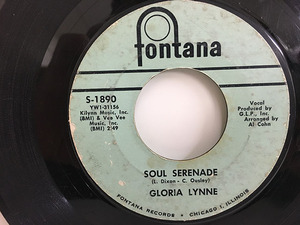 fontana
S-1890
YW1-31156
Kilynn Music, Inc.
(BMI) & Vee Vee
Music, Inc.
(BMI) 2:49
Vocal
Produced by
G.L.P., Inc.
Arranged by
Al Cohn
SOUL SERENADE
(L. Dixon - C. Ousley)
GLORIA LYNNE
FONTANA RECORDS • CHICAGO 1, ILLINOIS